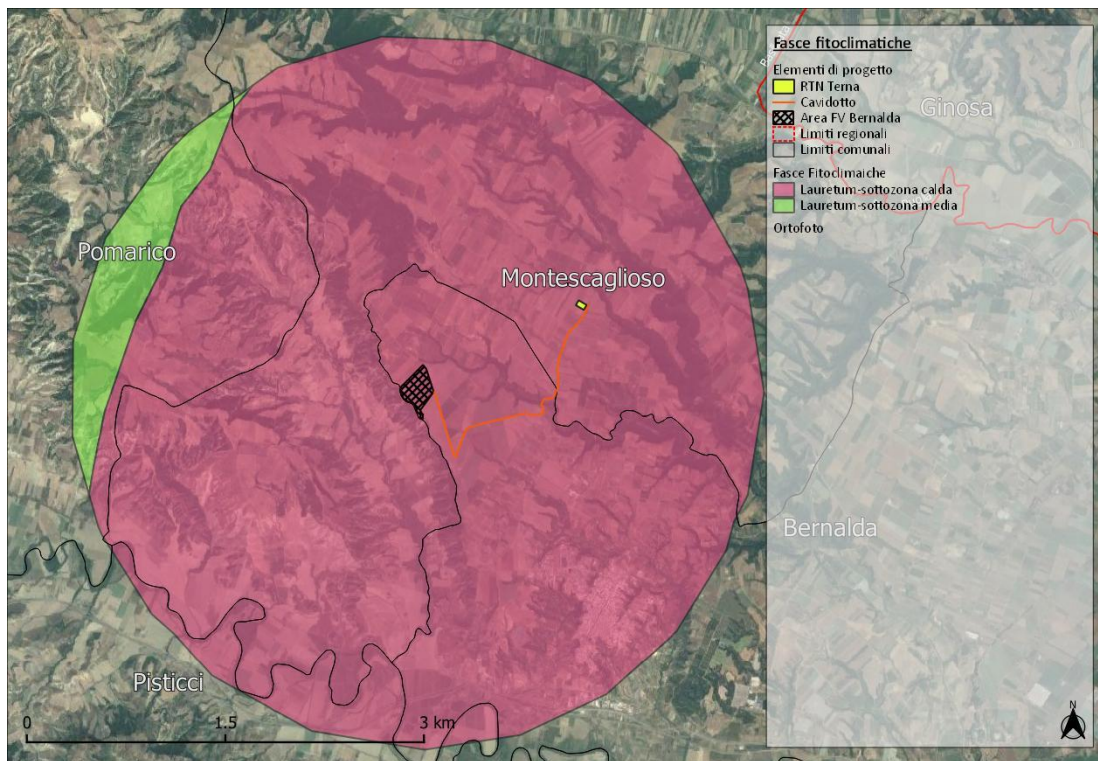 Fasce fitoclimatiche
Elementi di progetto
RTN Terna
Cavidotto
Area FV Bernalda
Limiti regionali
Limiti comunali
Fasce Fitoclimaiche
Lauretum-sottozona calda
Lauretum-sottozona media
Ortofoto
Ginosa
Pomarico
Montescaglioso
Bernalda
Pisticci
0 1.5 3 km
N